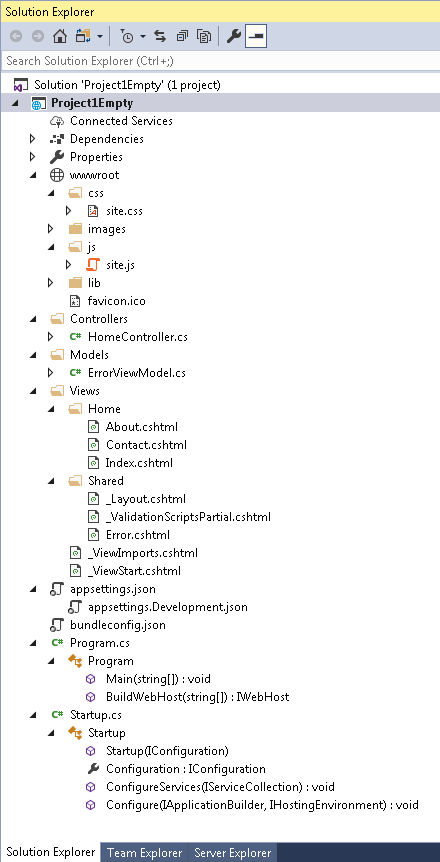 Solution Explorer
Search Solution Explorer (Ctrl+;)
Solution 'Project1Empty' (1 project)
Project1Empty
Connected Services
Dependencies
Properties
wwwroot
css
site.css
images
js
site.js
lib
favicon.ico
Controllers
C# HomeController.cs
Models
C# ErrorViewModel.cs
Views
Home
About.cshtml
Contact.cshtml
Index.cshtml
Shared
_Layout.cshtml
_ValidationScriptsPartial.cshtml
Error.cshtml
_ViewImports.cshtml
_ViewStart.cshtml
appsettings.json
appsettings.Development.json
bundleconfig.json
C# Program.cs
Program
Main(string[]) : void
BuildWebHost(string[]) : IWebHost
C# Startup.cs
Startup
Startup(IConfiguration)
Configuration : IConfiguration
ConfigureServices(IServiceCollection) : void
Configure(IApplicationBuilder, IHostingEnvironment) : void
Solution Explorer Team Explorer Server Explorer